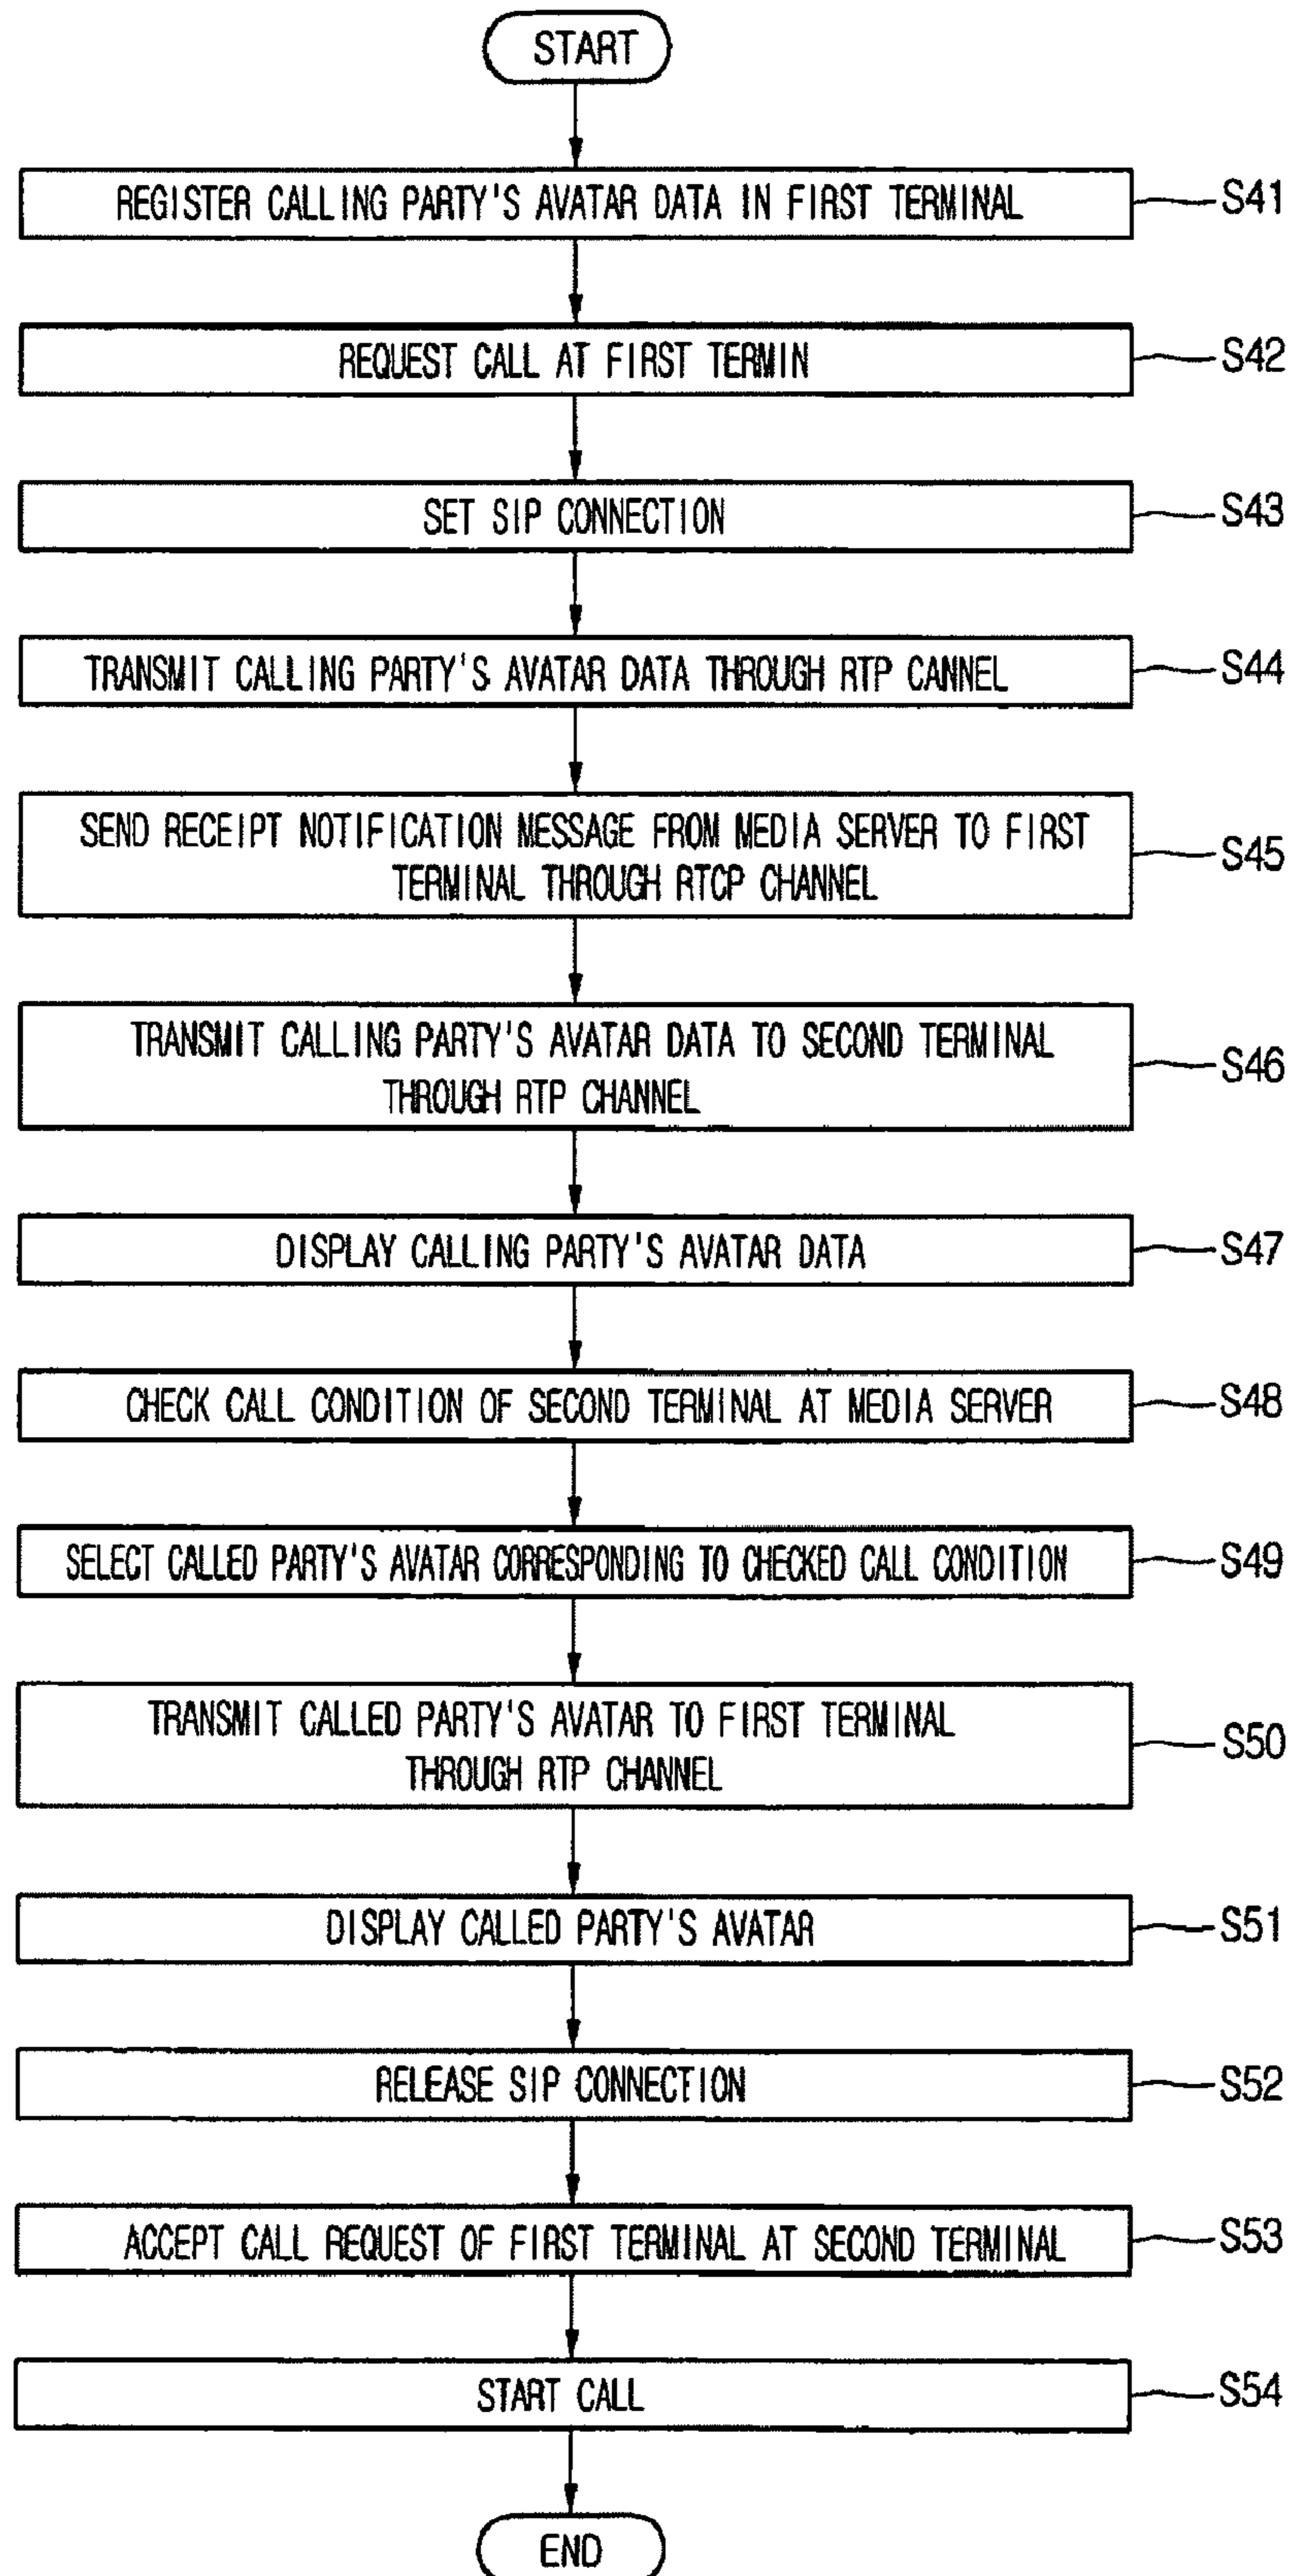 START
REGISTER CALLING PARTY'S AVATAR DATA IN FIRST TERMINAL
S41
REQUEST CALL AT FIRST TERMIN
S42
SET SIP CONNECTION
S43
TRANSMIT CALLING PARTY'S AVATAR DATA THROUGH RTP CANNEL
S44
SEND RECEIPT NOTIFICATION MESSAGE FROM MEDIA SERVER TO FIRST
TERMINAL THROUGH RTCP CHANNEL
S45
TRANSMIT CALLING PARTY'S AVATAR DATA TO SECOND TERMINAL
THROUGH RTP CHANNEL
S46
DISPLAY CALLING PARTY'S AVATAR DATA
S47
CHECK CALL CONDITION OF SECOND TERMINAL AT MEDIA SERVER
S48
SELECT CALLED PARTY'S AVATAR CORRESPONDING TO CHECKED CALL CONDITION
S49
TRANSMIT CALLED PARTY'S AVATAR TO FIRST TERMINAL
THROUGH RTP CHANNEL
S50
DISPLAY CALLED PARTY'S AVATAR
S51
RELEASE SIP CONNECTION
S52
ACCEPT CALL REQUEST OF FIRST TERMINAL AT SECOND TERMINAL
S53
START CALL
S54
END